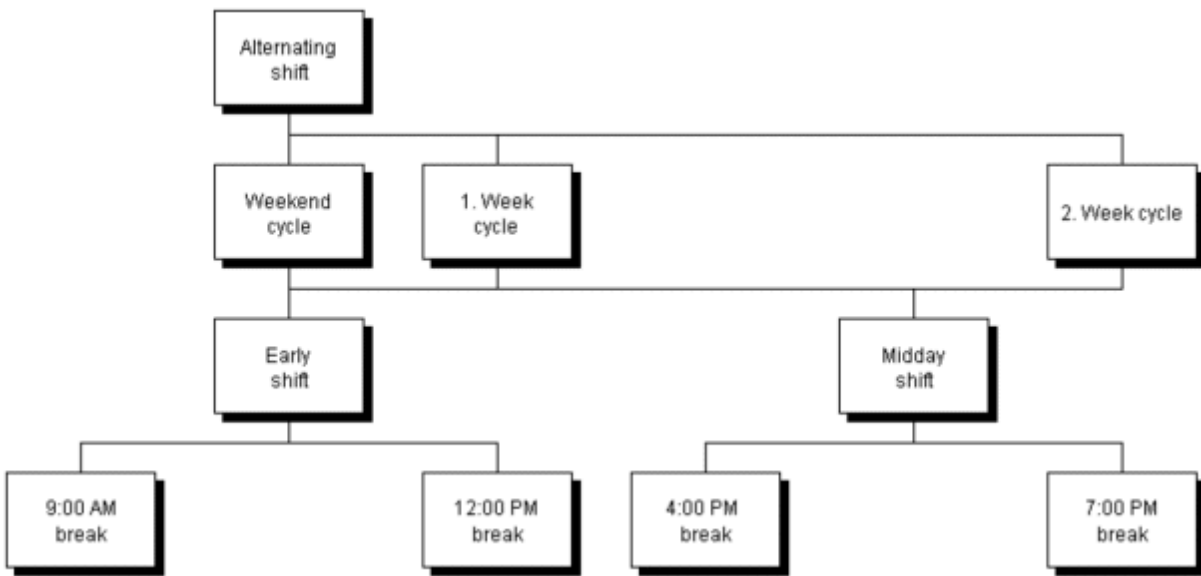 Alternating
shift
Weekend
cycle
1. Week
cycle
2. Week cycle
Early
shift
Midday
shift
9:00 AM
break
12:00 PM
break
4:00 PM
break
7:00 PM
break